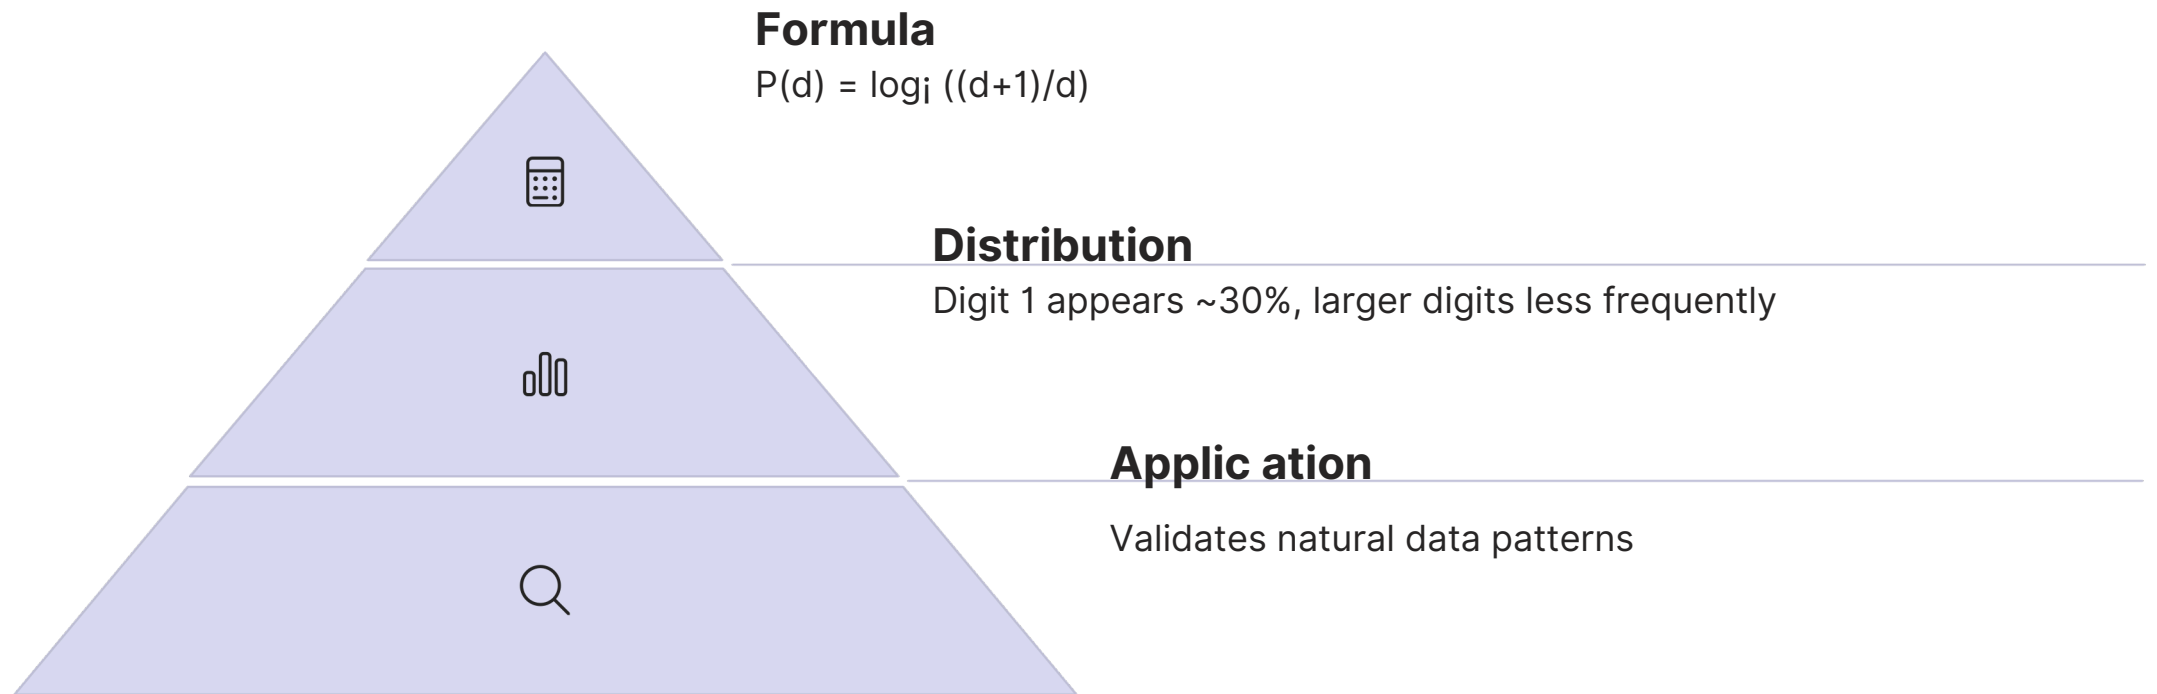 Formula
P(d) = log¡ ((d+1)/d)
Distribution
Digit 1 appears ~30%, larger digits less frequently
Applic ation
Validates natural data patterns